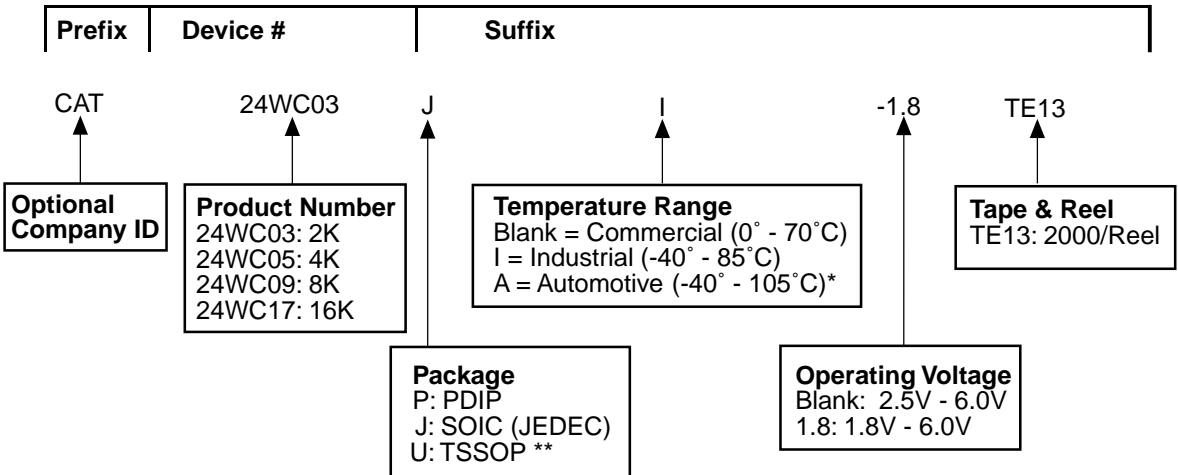 Prefix Device # Suffix
CAT 24WC03 J I -1.8 TE13
Optional
Company ID
Product Number
24WC03: 2K
24WC05: 4K
24WC09: 8K
24WC17: 16K
Temperature Range
Blank = Commercial (0˚ - 70˚C)
I = Industrial (-40˚ - 85˚C)
A = Automotive (-40˚ - 105˚C)*
Tape & Reel
TE13: 2000/Reel
Package
P: PDIP
J: SOIC (JEDEC)
U: TSSOP **
Operating Voltage
Blank: 2.5V - 6.0V
1.8: 1.8V - 6.0V